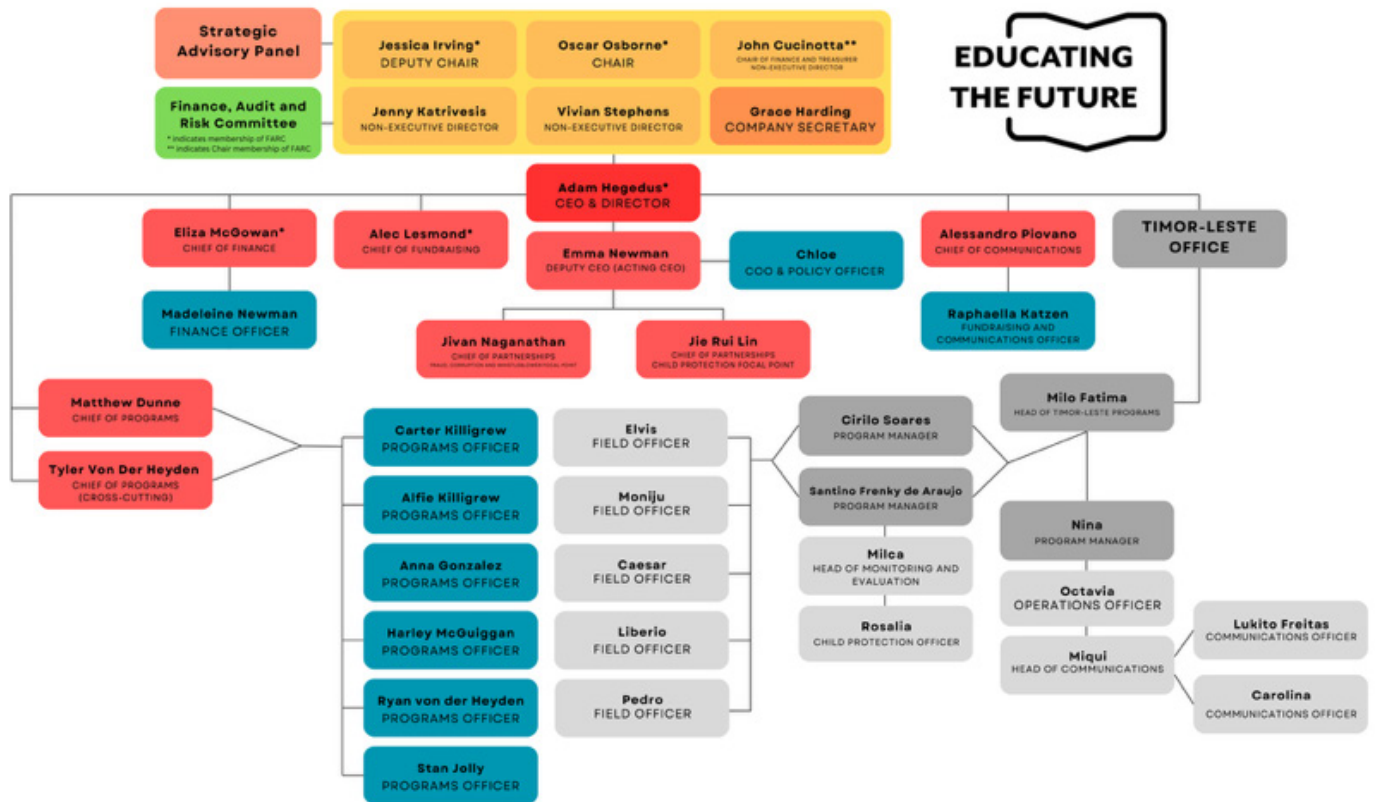 Strategic
Advisory Panel
Jessica Irving*
DEPUTY CHAIR
Oscar Osborne*
CHAIR
John Cucinotta**
CHAIR OF FINANCE AND TREASURER
NON-EXECUTIVE DIRECTOR
EDUCATING
THE FUTURE
Finance, Audit and
Risk Committee
* indicates membership of FARC
** indicates Chair membership of FARC
Jenny Katrivesis
NON-EXECUTIVE DIRECTOR
Vivian Stephens
NON-EXECUTIVE DIRECTOR
Grace Harding
COMPANY SECRETARY
Adam Hegedus*
CEO & DIRECTOR
Eliza McGowan*
CHIEF OF FINANCE
Alec Lesmond*
CHIEF OF FUNDRAISING
Emma Newman
DEPUTY CEO (ACTING CEO)
Chloe
COO & POLICY OFFICER
Alessandro Piovano
CHIEF OF COMMUNICATIONS
TIMOR-LESTE
OFFICE
Madeleine Newman
FINANCE OFFICER
Raphaella Katzen
FUNDRAISING AND
COMMUNICATIONS OFFICER
Jivan Naganathan
CHIEF OF PARTNERSHIPS
FRAUD, CORRUPTION AND WHISTLEBLOWER FOCAL POINT
Jie Rui Lin
CHIEF OF PARTNERSHIPS
CHILD PROTECTION FOCAL POINT
Matthew Dunne
CHIEF OF PROGRAMS
Tyler Von Der Heyden
CHIEF OF PROGRAMS
(CROSS-CUTTING)
Carter Killigrew
PROGRAMS OFFICER
Alfie Killigrew
PROGRAMS OFFICER
Anna Gonzalez
PROGRAMS OFFICER
Harley McGuiggan
PROGRAMS OFFICER
Ryan von der Heyden
PROGRAMS OFFICER
Stan Jolly
PROGRAMS OFFICER
Elvis
FIELD OFFICER
Moniju
FIELD OFFICER
Caesar
FIELD OFFICER
Liberio
FIELD OFFICER
Pedro
FIELD OFFICER
Cirilo Soares
PROGRAM MANAGER
Santino Frenky de Araujo
PROGRAM MANAGER
Milca
HEAD OF MONITORING AND
EVALUATION
Rosalia
CHILD PROTECTION OFFICER
Milo Fatima
HEAD OF TIMOR-LESTE PROGRAMS
Nina
PROGRAM MANAGER
Octavia
OPERATIONS OFFICER
Miqui
HEAD OF COMMUNICATIONS
Lukito Freitas
COMMUNICATIONS OFFICER
Carolina
COMMUNICATIONS OFFICER